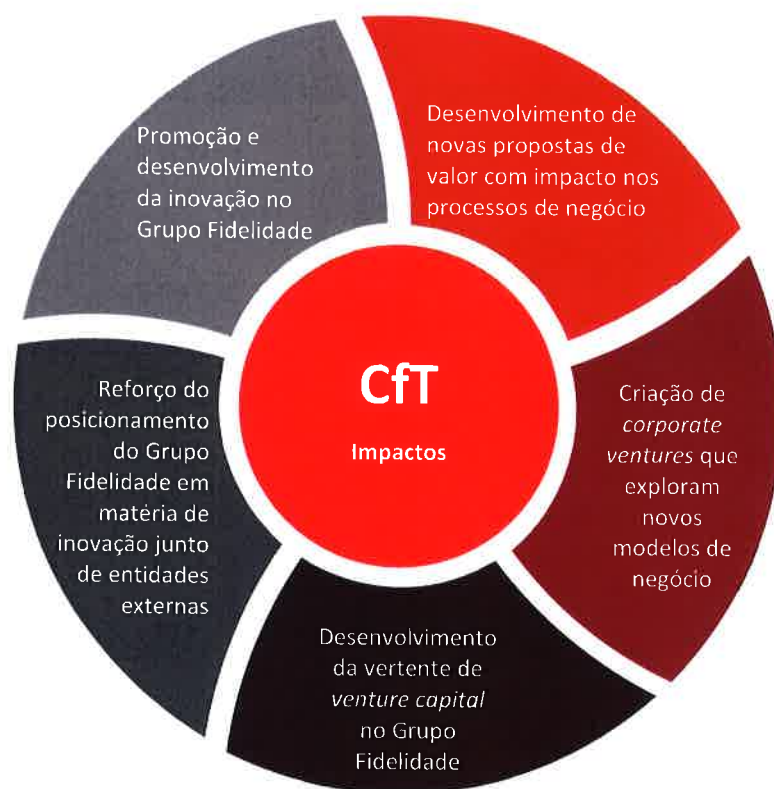 Promoção e
desenvolvimento
da inovação no
Grupo Fidelidade
Desenvolvimento de
novas propostas de
valor com impacto nos
processos de negócio
Criação de
corporate
ventures que
exploram
novos
modelos de
negócio
Desenvolvimento
da vertente de
venture capital
no Grupo
Fidelidade
Reforço do
posicionamento
do Grupo
Fidelidade em
matéria de
inovação junto
de entidades
externas
CfT
Impactos